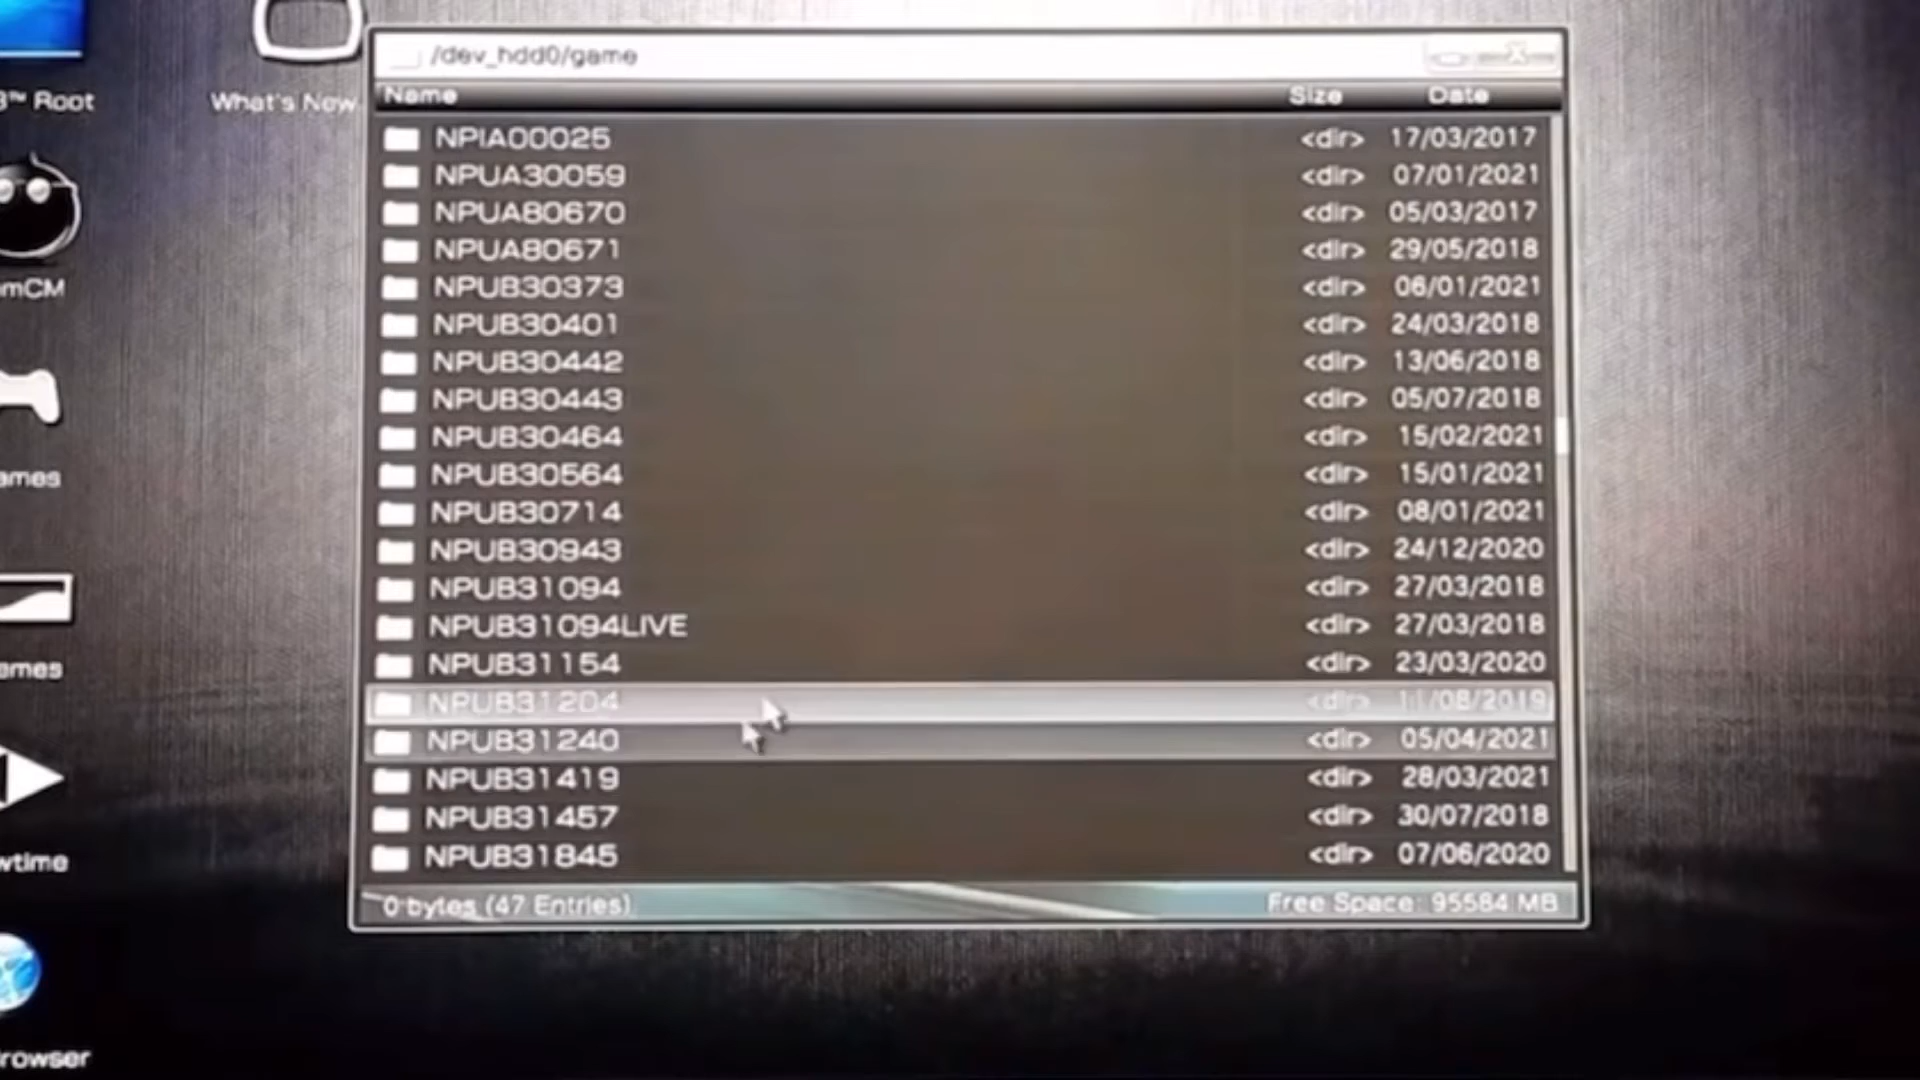 /dev_hdd0/game
3™ Root
What's New
Name Size Date
NPIA00025 <dir> 17/03/2017
NPUA30059 <dir> 07/01/2021
NPUA80670 <dir> 05/03/2017
NPUA80671 <dir> 29/05/2018
mCM
NPUB30373 <dir> 06/01/2021
NPUB30401 <dir> 24/03/2018
NPUB30442 <dir> 13/06/2018
NPUB30443 <dir> 05/07/2018
NPUB30464 <dir> 15/02/2021
ames
NPUB30564 <dir> 15/01/2021
NPUB30714 <dir> 08/01/2021
NPUB30943 <dir> 24/12/2020
NPUB31094 <dir> 27/03/2018
NPUB31094LIVE <dir> 27/03/2018
emes
NPUB31154 <dir> 23/03/2020
NPUB31204 <dir> 11/08/2019
NPUB31240 <dir> 05/04/2021
NPUB31419 <dir> 28/03/2021
NPUB31457 <dir> 30/07/2018
wtime
NPUB31845 <dir> 07/06/2020
0 bytes (47 Entries) Free Space: 95584 MB
rowser